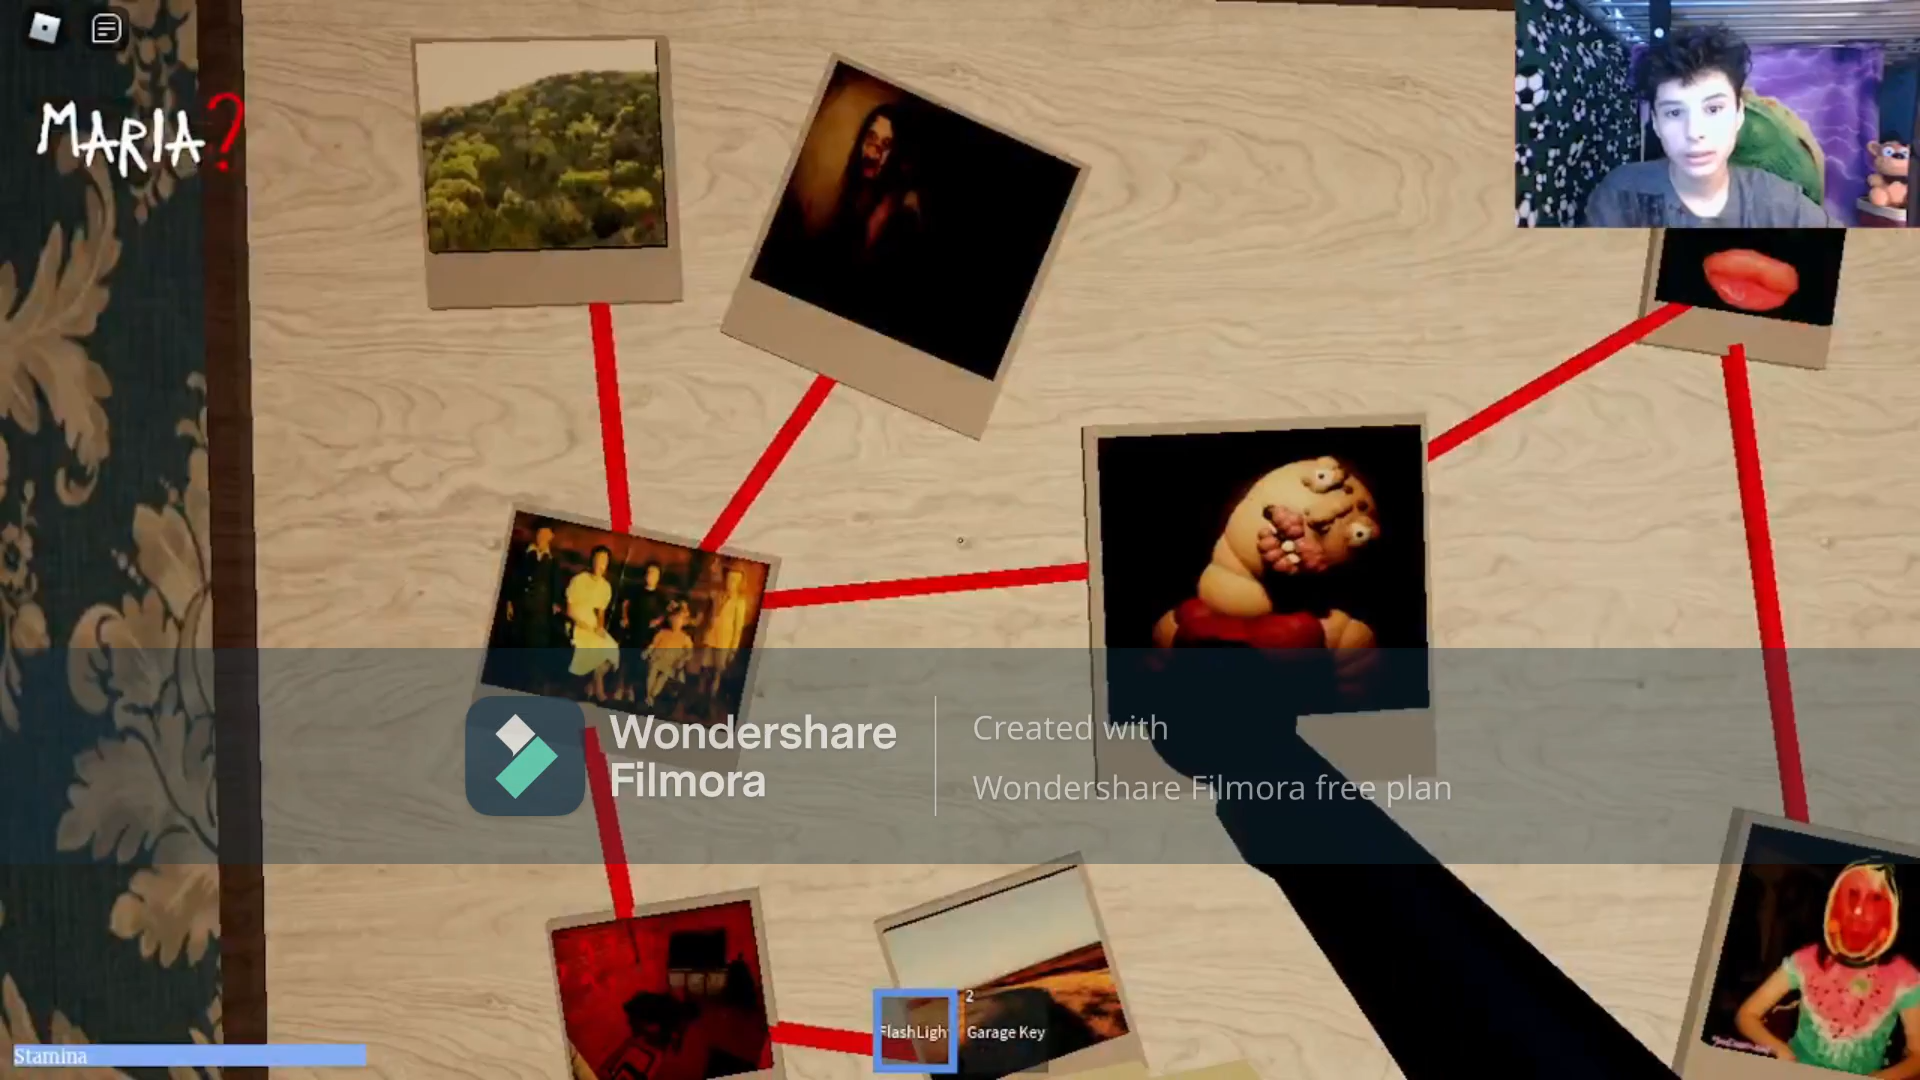 MARIA?
Wondershare
Filmora
Created with
Wondershare Filmora free plan
2
FlashLigh
Garage Key
Stamina